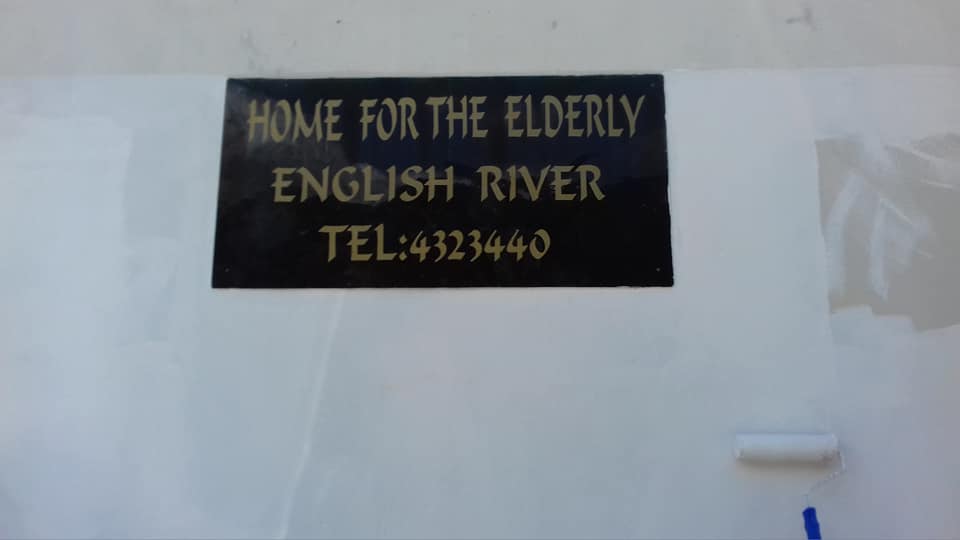 HOME FOR THE ELDERLY
ENGLISH RIVER
TEL:4323440